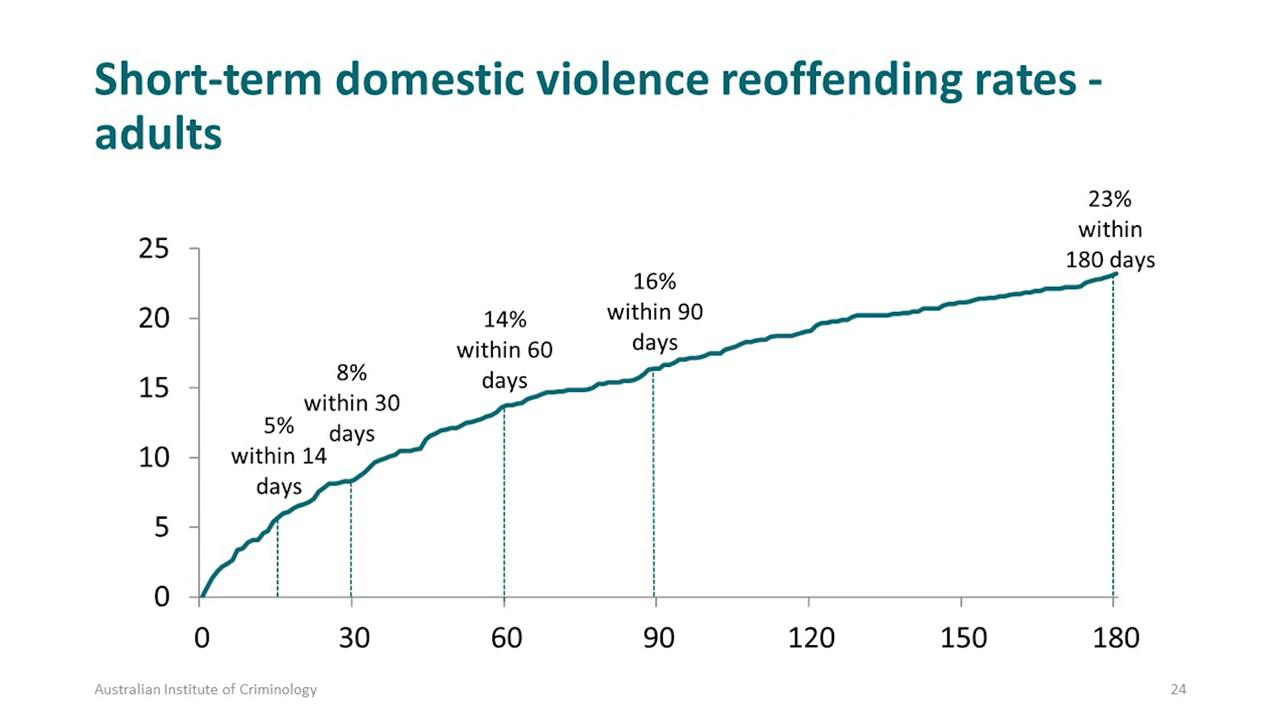 Short-term domestic violence reoffending rates -
adults
23%
within
180 days
16%
within 90
days
14%
within 60
days
8%
within 30
days
5%
within 14
days
25
20
15
10
5
0
0 30 60 90 120 150 180
Australian Institute of Criminology 24